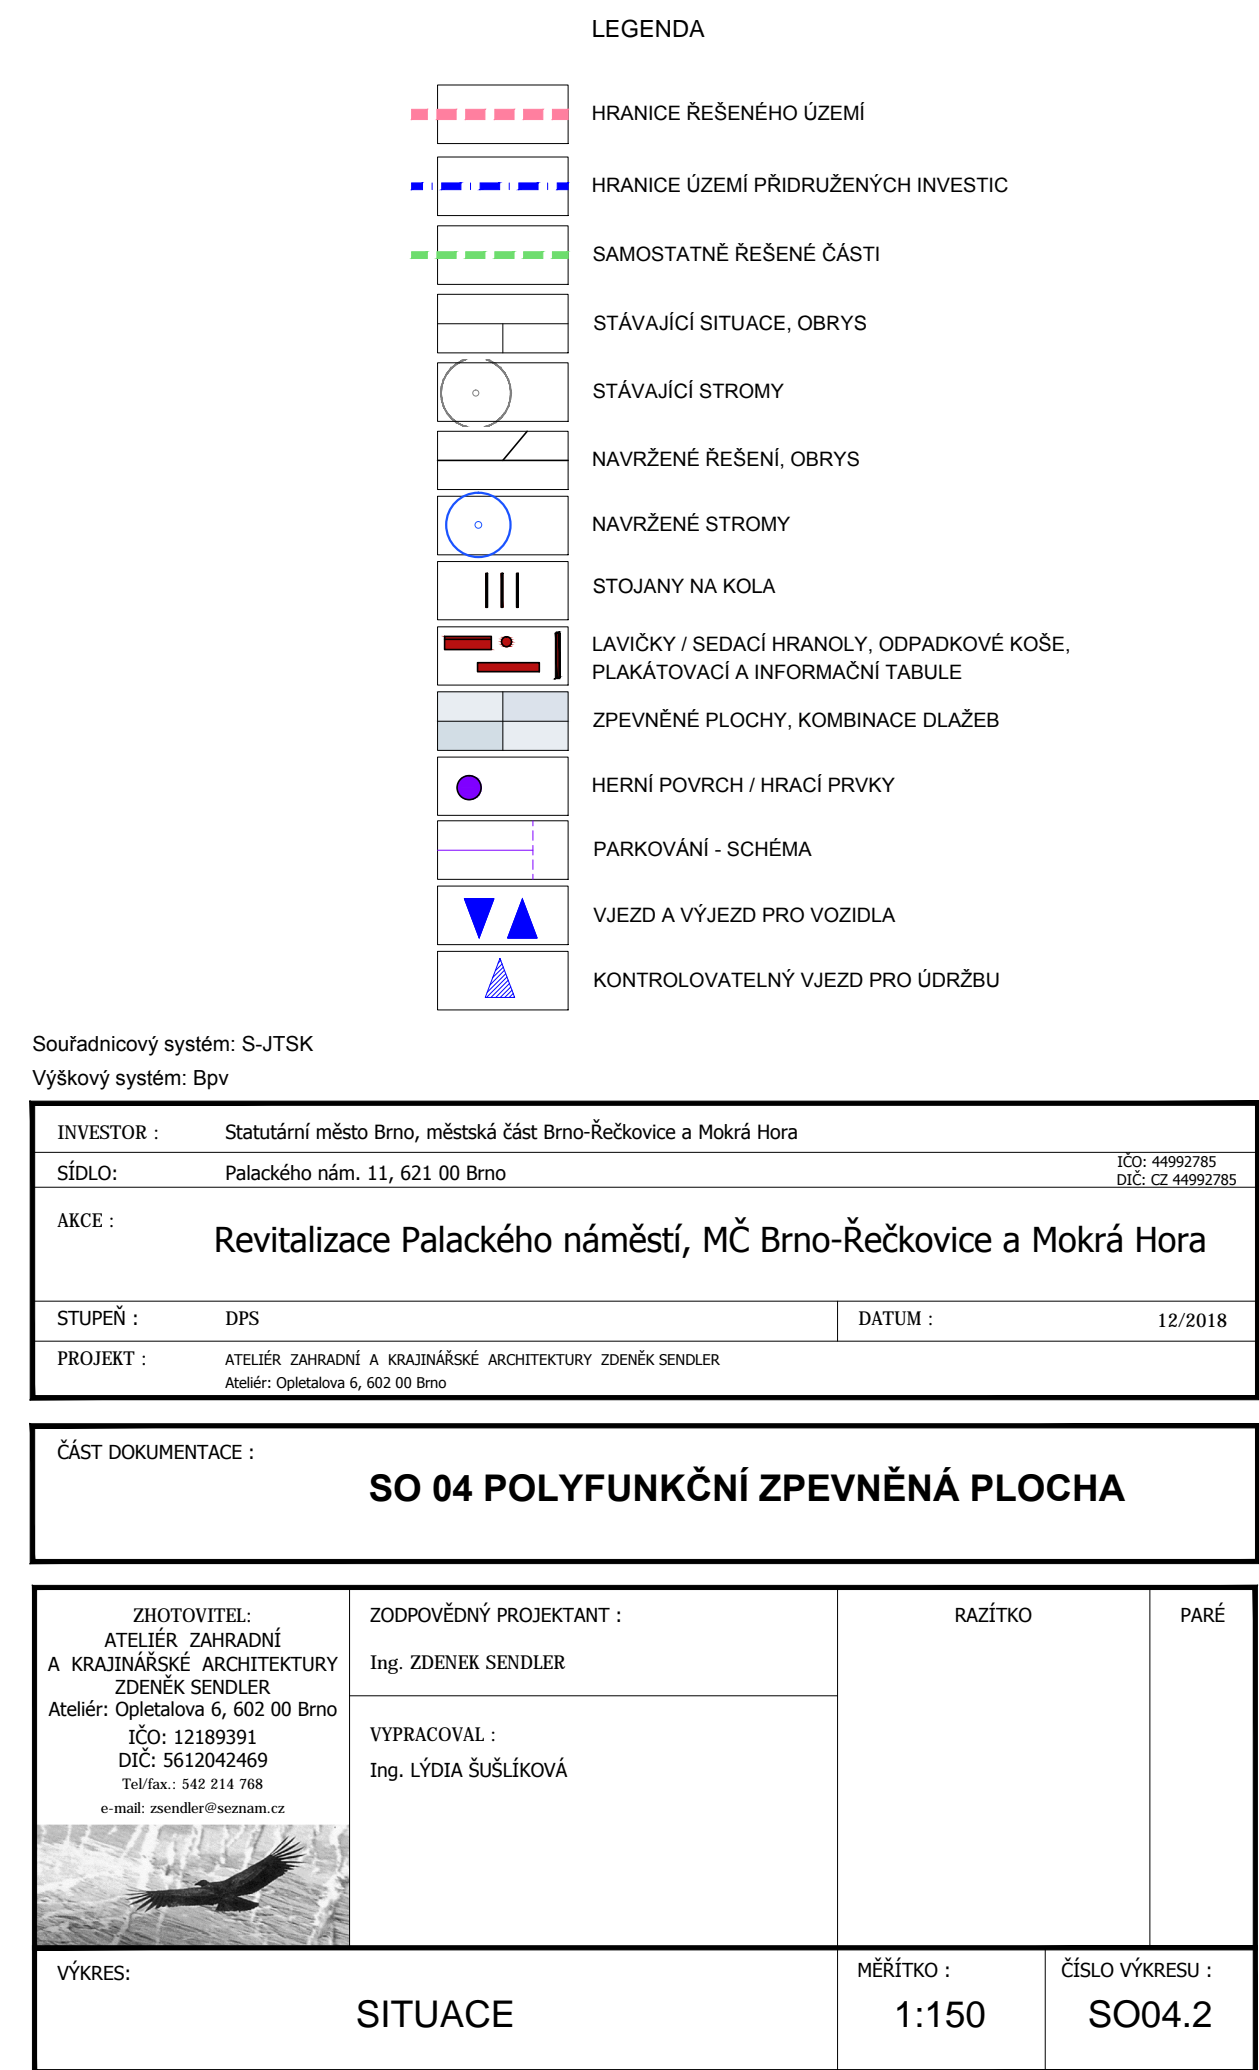 LEGENDA
HRANICE ŘEŠENÉHO ÚZEMÍ
HRANICE ÚZEMÍ PŘIDRUŽENÝCH INVESTIC
SAMOSTATNĚ ŘEŠENÉ ČÁSTI
STÁVAJÍCÍ SITUACE, OBRYS
STÁVAJÍCÍ STROMY
NAVRŽENÉ ŘEŠENÍ, OBRYS
NAVRŽENÉ STROMY
STOJANY NA KOLA
LAVIČKY / SEDACÍ HRANOLY, ODPADKOVÉ KOŠE,
PLAKÁTOVACÍ A INFORMAČNÍ TABULE
ZPEVNĚNÉ PLOCHY, KOMBINACE DLAŽEB
HERNÍ POVRCH / HRACÍ PRVKY
PARKOVÁNÍ - SCHÉMA
VJEZD A VÝJEZD PRO VOZIDLA
KONTROLOVATELNÝ VJEZD PRO ÚDRŽBU
Souřadnicový systém: S-JTSK
Výškový systém: Bpv
INVESTOR : Statutární město Brno, městská část Brno-Řečkovice a Mokrá Hora
SÍDLO: Palackého nám. 11, 621 00 Brno
IČO: 44992785
DIČ: CZ 44992785
AKCE : Revitalizace Palackého náměstí, MČ Brno-Řečkovice a Mokrá Hora
STUPEŇ : DPS DATUM : 12/2018
PROJEKT : ATELIÉR ZAHRADNÍ A KRAJINÁŘSKÉ ARCHITEKTURY ZDENĚK SENDLER
Ateliér: Opletalova 6, 602 00 Brno
ČÁST DOKUMENTACE :
SO 04 POLYFUNKČNÍ ZPEVNĚNÁ PLOCHA
ZHOTOVITEL:
ATELIÉR ZAHRADNÍ
A KRAJINÁŘSKÉ ARCHITEKTURY
ZDENĚK SENDLER
Ateliér: Opletalova 6, 602 00 Brno
IČO: 12189391
DIČ: 5612042469
Tel/fax.: 542 214 768
e-mail: zsendler@seznam.cz
ZODPOVĚDNÝ PROJEKTANT :
Ing. ZDENEK SENDLER
VYPRACOVAL :
Ing. LÝDIA ŠUŠLÍKOVÁ
RAZÍTKO
PARÉ
VÝKRES:
SITUACE
MĚŘÍTKO :
1:150
ČÍSLO VÝKRESU :
SO04.2